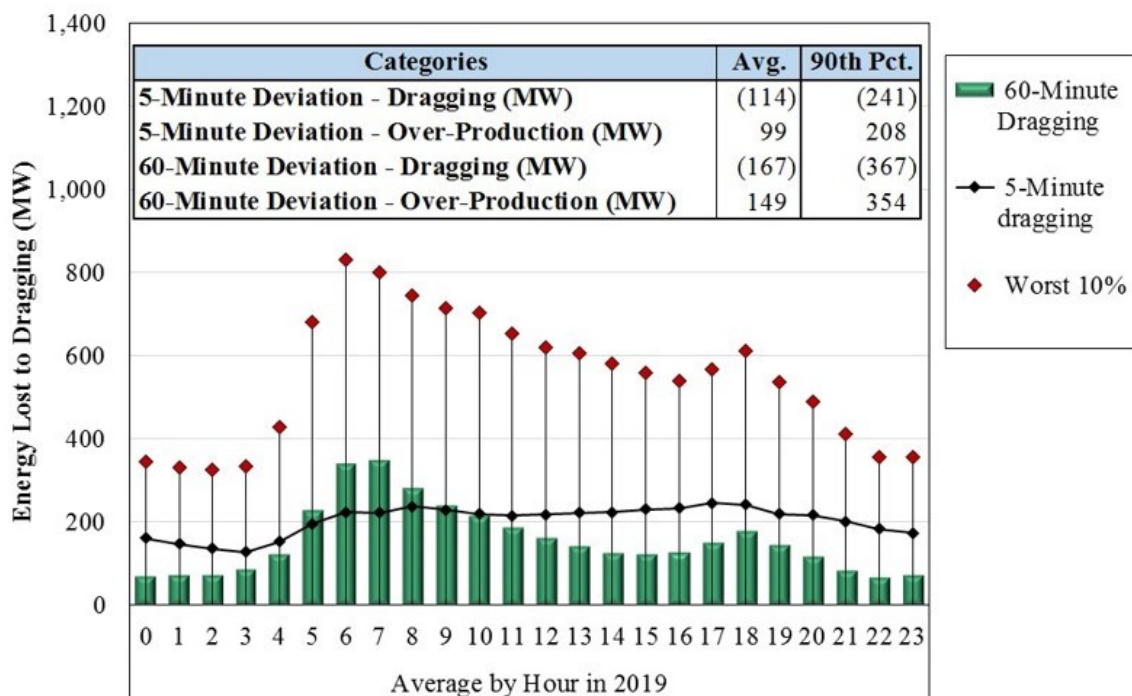 1,400
1,200
1,000
800
600
400
200
0
Energy Lost to Dragging (MW)
Categories Avg. 90th Pct.
5-Minute Deviation - Dragging (MW) (114) (241)
5-Minute Deviation - Over-Production (MW) 99 208
60-Minute Deviation - Dragging (MW) (167) (367)
60-Minute Deviation - Over-Production (MW) 149 354
60-Minute
Dragging
5-Minute
dragging
Worst 10%
0 1 2 3 4 5 6 7 8 9 10 11 12 13 14 15 16 17 18 19 20 21 22 23
Average by Hour in 2019